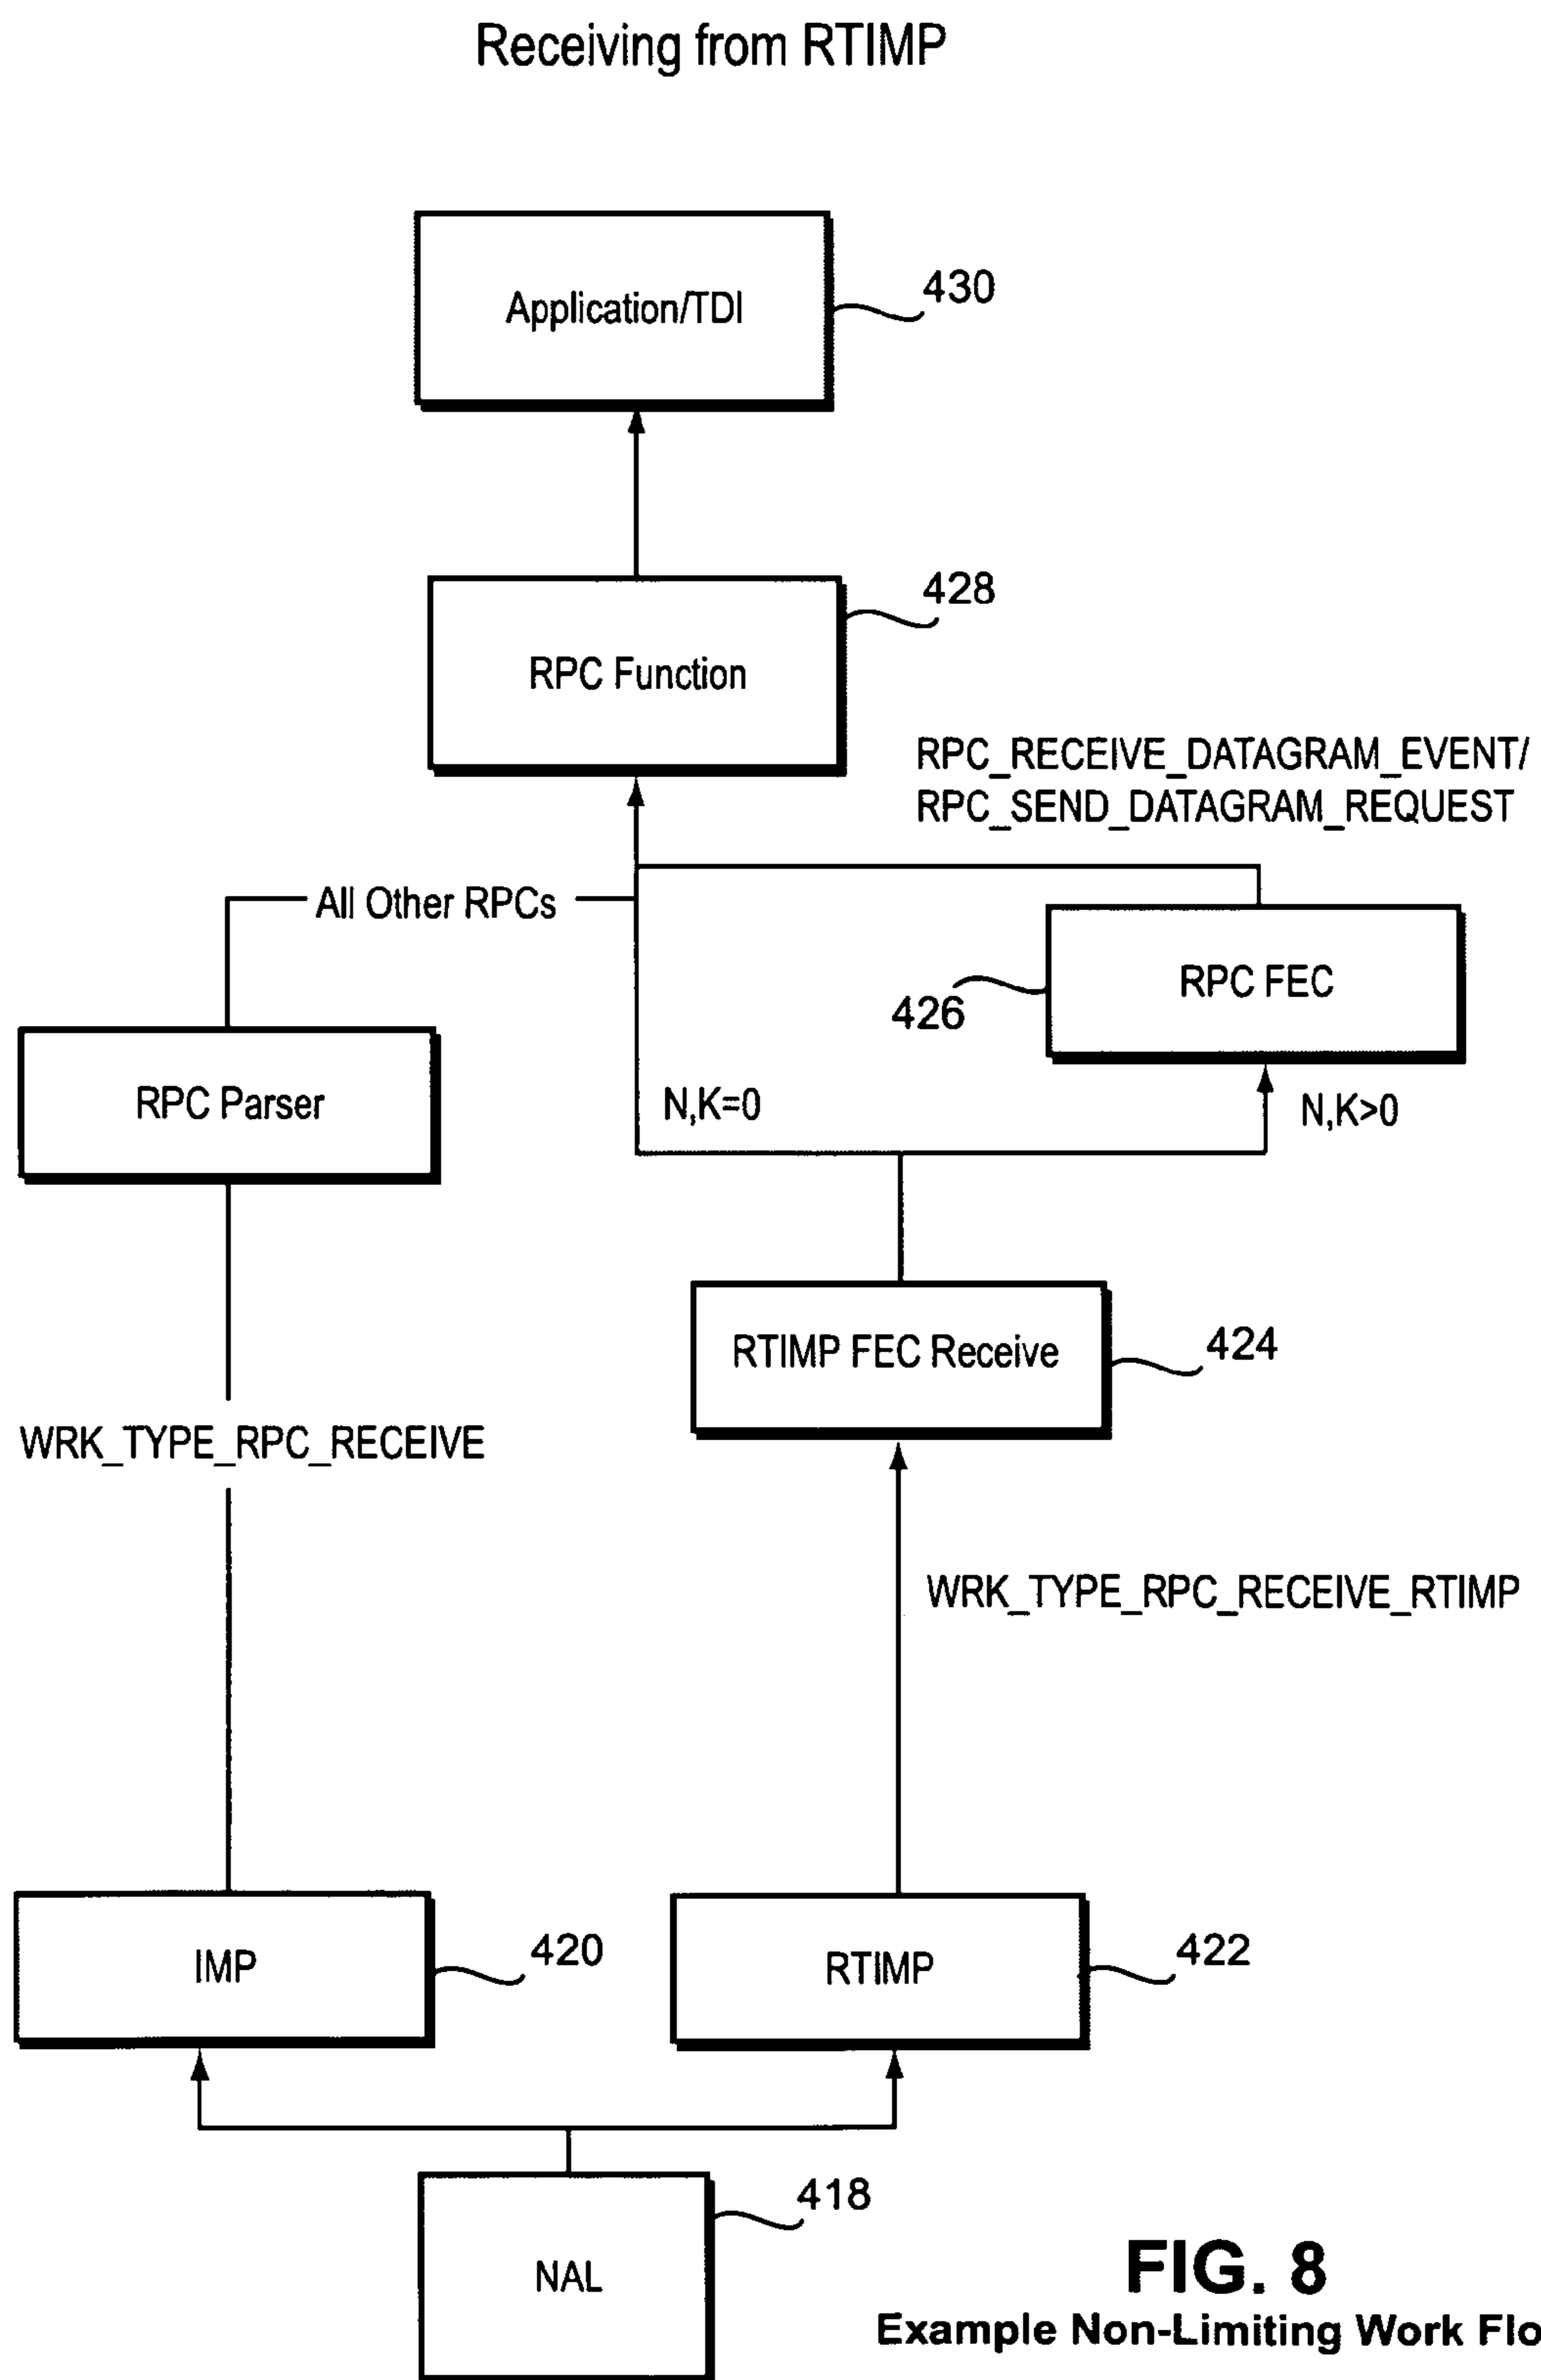 Receiving from RTIMP
Application/TDI
430
RPC Function
428
RPC_RECEIVE_DATAGRAM_EVENT/
RPC_SEND_DATAGRAM_REQUEST
All Other RPCs
RPC FEC
426
RPC Parser
N,K=0
N,K>0
RTIMP FEC Receive
424
WRK_TYPE_RPC_RECEIVE
WRK_TYPE_RPC_RECEIVE_RTIMP
IMP
420
RTIMP
422
NAL
418
FIG. 8
Example Non-Limiting Work Flo